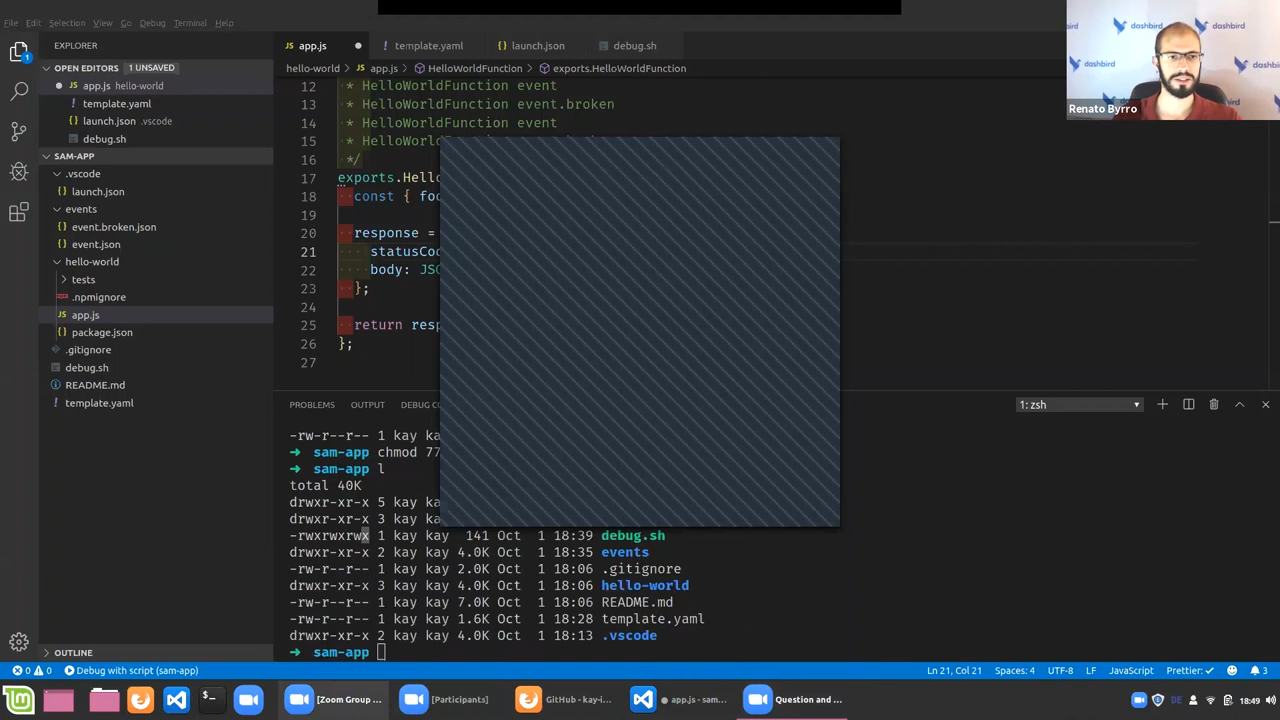 File Edit Selection View Go Debug Terminal Help
dashbird dashbird
dashbird
Renato Byrro
EXPLORER
OPEN EDITORS 1 UNSAVED
app.js hello-world
template.yaml
launch.json .vscode
debug.sh
SAM-APP
.vscode
launch.json
events
event.broken.json
event.json
hello-world
tests
.npmignore
app.js
package.json
.gitignore
debug.sh
README.md
template.yaml
OUTLINE
app.js template.yaml launch.json debug.sh
hello-world > app.js > HelloWorldFunction > exports.HelloWorldFunction
12 * HelloWorldFunction event
13 * HelloWorldFunction event.broken
14 * HelloWorldFunction event
15 * HelloWor
16 */
17 exports.Hell
18 const { foo
19
20 response =
21 statusCod
22 body: JSO
23 };
24
25 return resp
26 };
27
PROBLEMS OUTPUT DEBUG CO
1: zsh
-rw-r--r-- 1 kay ka
→ sam-app chmod 77
→ sam-app l
total 40K
drwxr-xr-x 5 kay ka
drwxr-xr-x 3 kay ka
-rwxrwxrwx 1 kay kay 141 Oct 1 18:39 debug.sh
drwxr-xr-x 2 kay kay 4.0K Oct 1 18:35 events
-rw-r--r-- 1 kay kay 2.0K Oct 1 18:06 .gitignore
drwxr-xr-x 3 kay kay 4.0K Oct 1 18:06 hello-world
-rw-r--r-- 1 kay kay 7.0K Oct 1 18:06 README.md
-rw-r--r-- 1 kay kay 1.6K Oct 1 18:28 template.yaml
drwxr-xr-x 2 kay kay 4.0K Oct 1 18:13 .vscode
→ sam-app
0 0 Debug with script (sam-app) Ln 21, Col 21 Spaces: 4 UTF-8 LF JavaScript Prettier: ✓ 3
[Zoom Group ... [Participants] GitHub - kay-i... app.js - sam... Question and ... DE 18:49